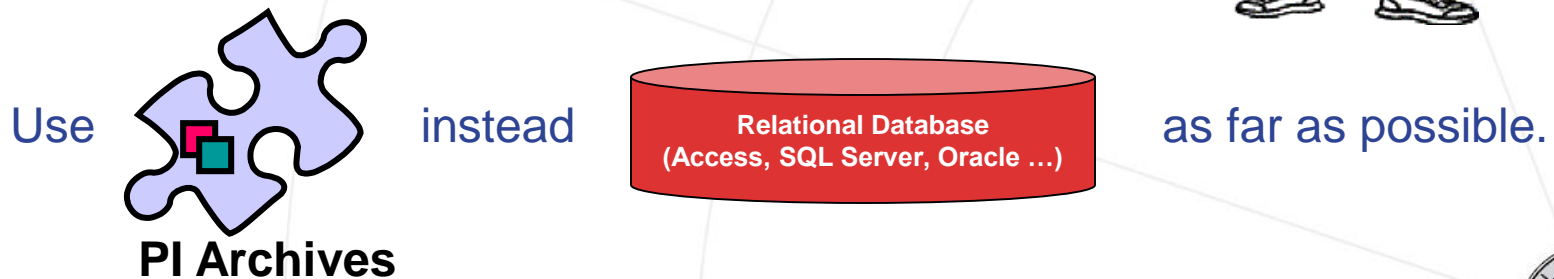 Use instead Relational Database as far as possible.
(Access, SQL Server, Oracle …)
PI Archives